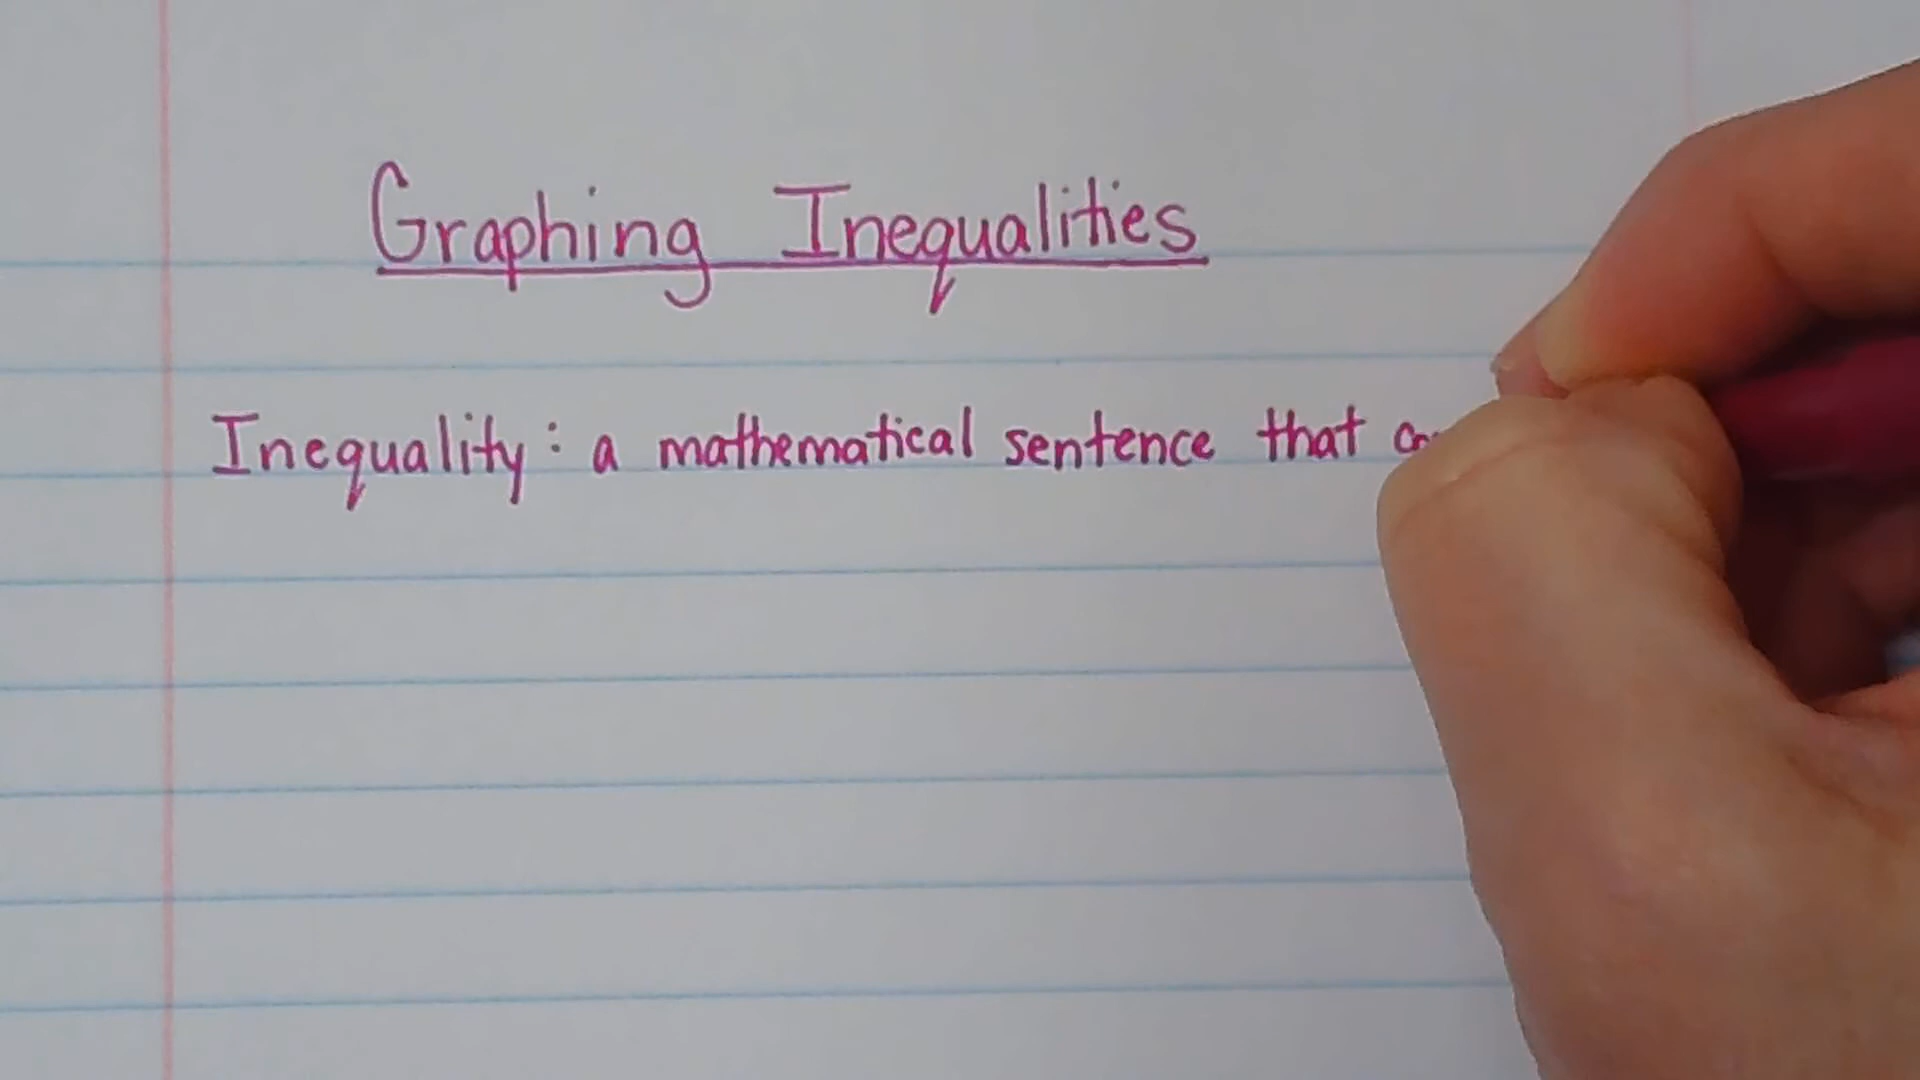 Graphing Inequalities
Inequality: a mathematical sentence that